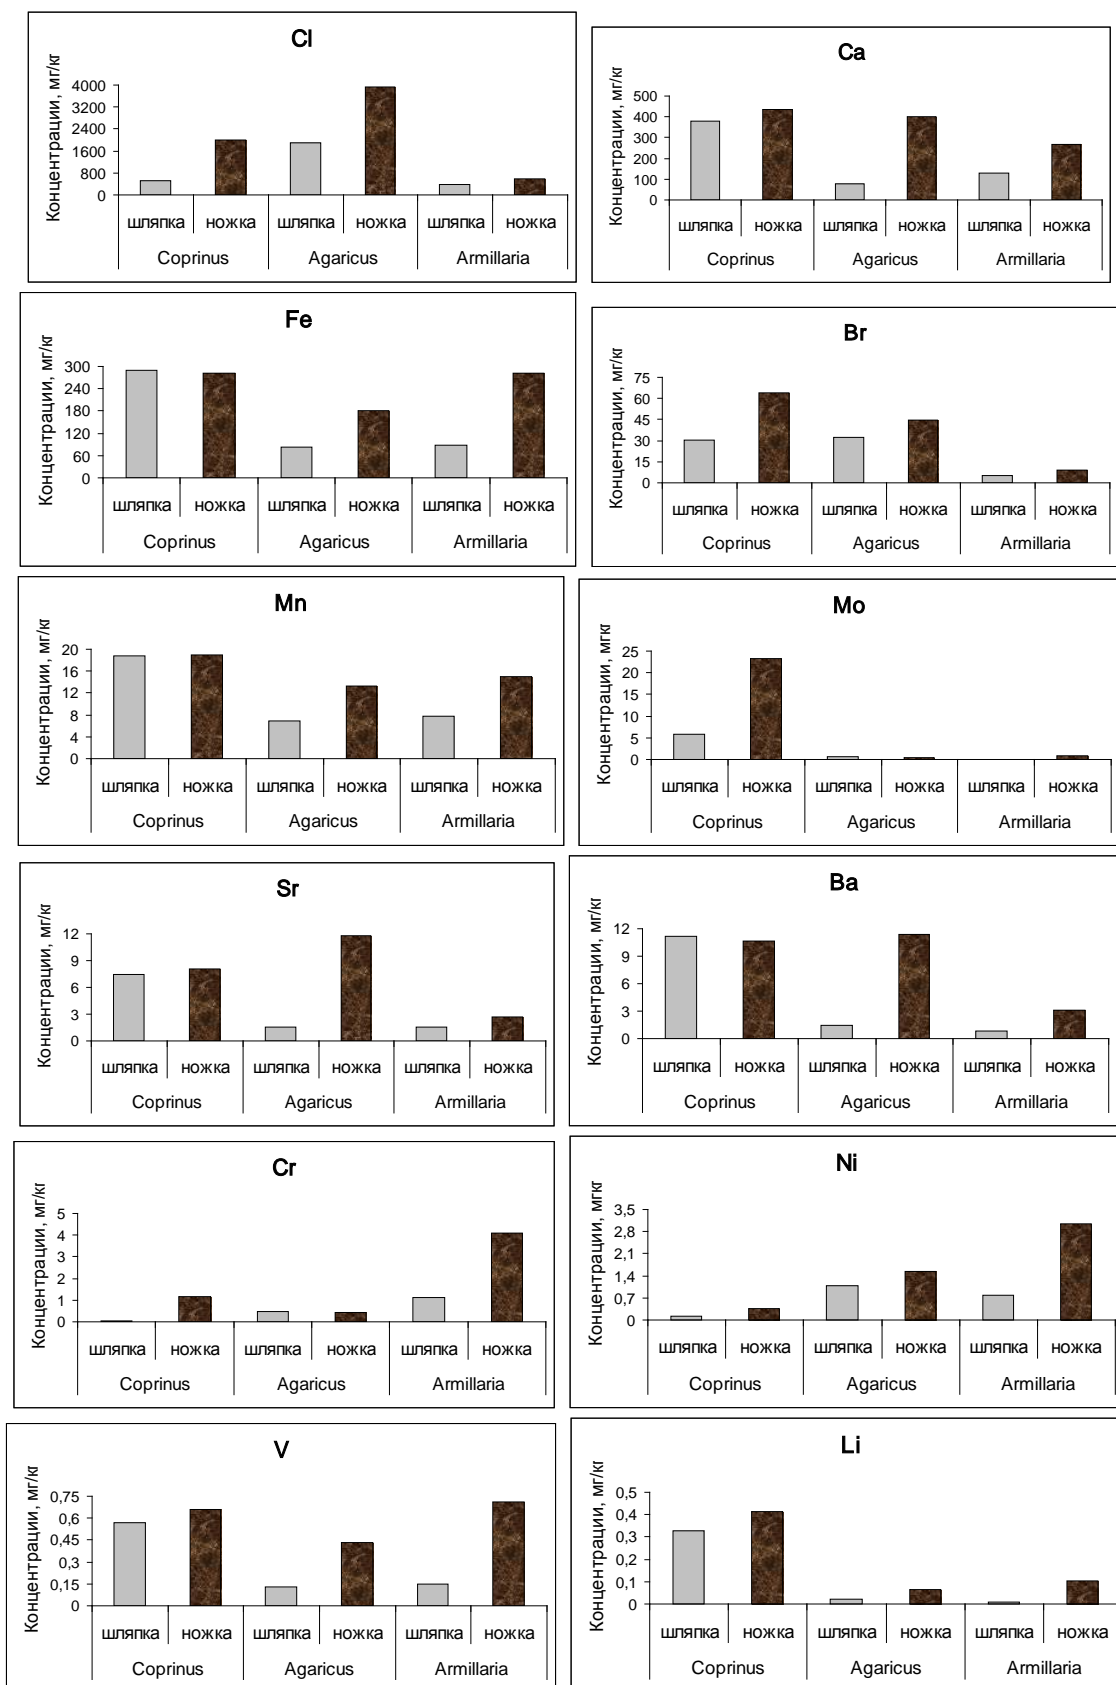 Cl
Концентрации, мг/кг
4000
3200
2400
1600
800
0
шляпка ножка шляпка ножка шляпка ножка
Coprinus Agaricus Armillaria
Ca
Концентрации, мг/кг
500
400
300
200
100
0
шляпка ножка шляпка ножка шляпка ножка
Coprinus Agaricus Armillaria
Fe
Концентрации, мг/кг
300
240
180
120
60
0
шляпка ножка шляпка ножка шляпка ножка
Coprinus Agaricus Armillaria
Br
Концентрации, мг/кг
75
60
45
30
15
0
шляпка ножка шляпка ножка шляпка ножка
Coprinus Agaricus Armillaria
Mn
Концентрации, мг/кг
20
16
12
8
4
0
шляпка ножка шляпка ножка шляпка ножка
Coprinus Agaricus Armillaria
Mo
Концентрации, мгкг
25
20
15
10
5
0
шляпка ножка шляпка ножка шляпка ножка
Coprinus Agaricus Armillaria
Sr
Концентрации, мг/кг
12
9
6
3
0
шляпка ножка шляпка ножка шляпка ножка
Coprinus Agaricus Armillaria
Ba
Концентрации, мг/кг
12
9
6
3
0
шляпка ножка шляпка ножка шляпка ножка
Coprinus Agaricus Armillaria
Cr
Концентрации, мг/кг
5
4
3
2
1
0
шляпка ножка шляпка ножка шляпка ножка
Coprinus Agaricus Armillaria
Ni
Концентрации, мгкг
3,5
2,8
2,1
1,4
0,7
0
шляпка ножка шляпка ножка шляпка ножка
Coprinus Agaricus Armillaria
V
Концентрации, мг/кг
0,75
0,6
0,45
0,3
0,15
0
шляпка ножка шляпка ножка шляпка ножка
Coprinus Agaricus Armillaria
Li
Концентрации, мг/кг
0,5
0,4
0,3
0,2
0,1
0
шляпка ножка шляпка ножка шляпка ножка
Coprinus Agaricus Armillaria